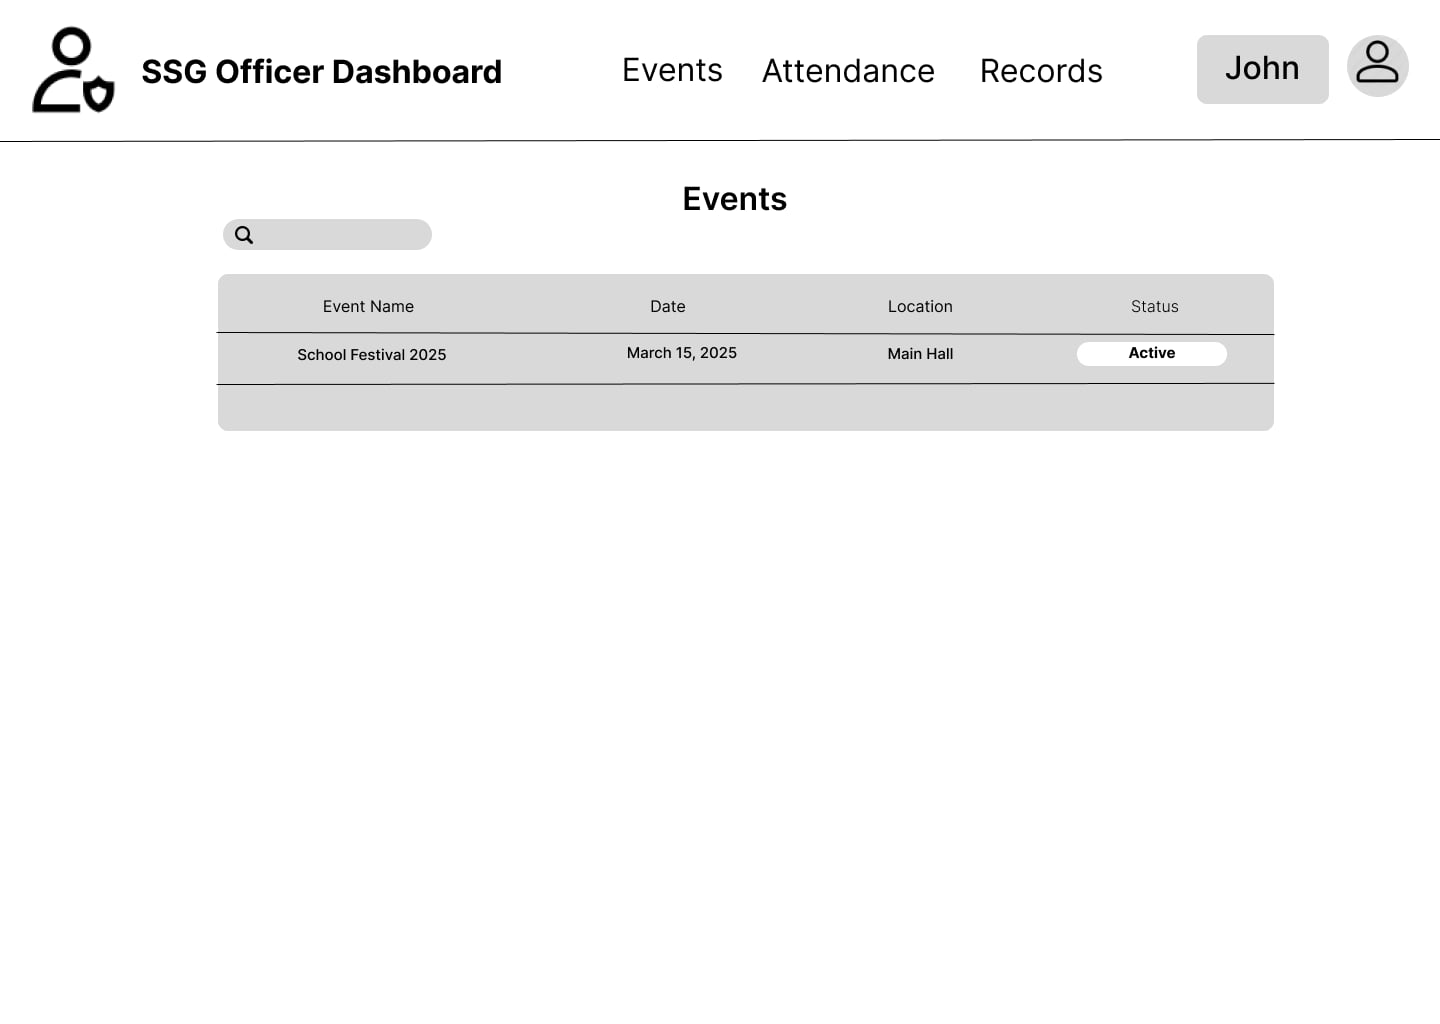 SSG Officer Dashboard Events Attendance Records John
Events
Event Name Date Location Status
School Festival 2025 March 15, 2025 Main Hall Active